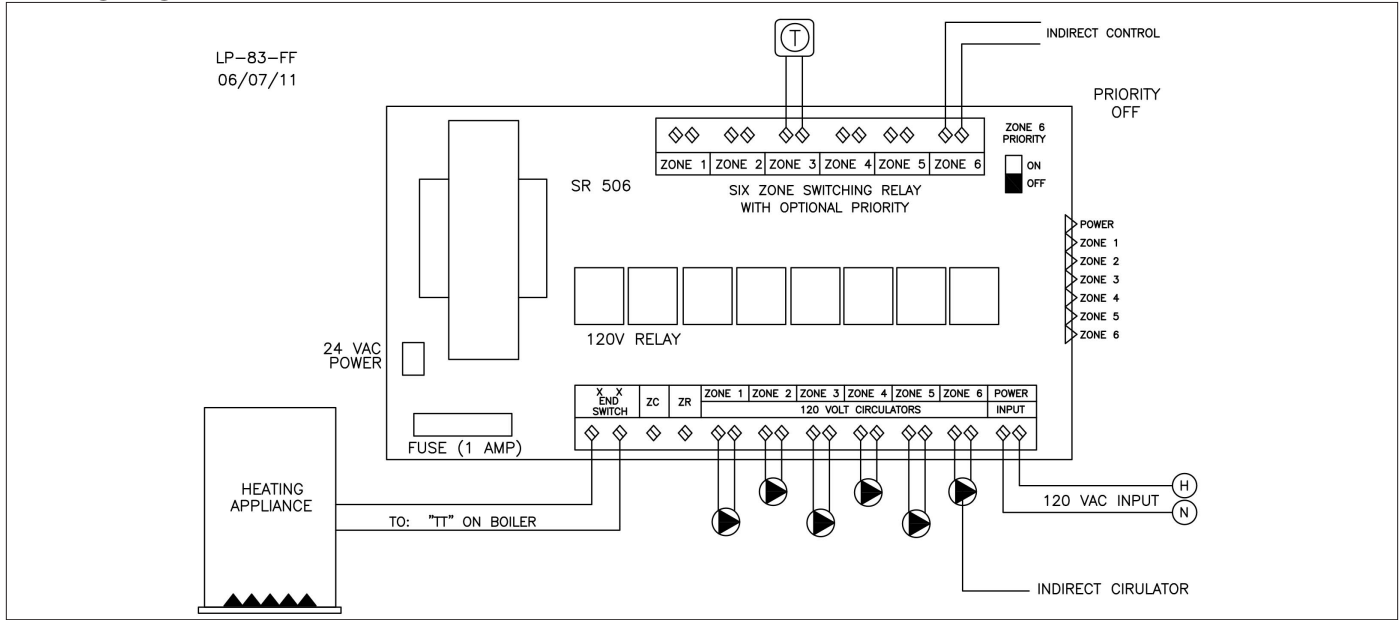 LP-83-FF
06/07/11
T
INDIRECT CONTROL
PRIORITY
OFF
ZONE 1 ZONE 2 ZONE 3 ZONE 4 ZONE 5 ZONE 6
ZONE 6
PRIORITY
ON
OFF
SR 506
SIX ZONE SWITCHING RELAY
WITH OPTIONAL PRIORITY
POWER
ZONE 1
ZONE 2
ZONE 3
ZONE 4
ZONE 5
ZONE 6
120V RELAY
24 VAC
POWER
FUSE (1 AMP)
X X
END
SWITCH
ZC
ZR
ZONE 1 ZONE 2 ZONE 3 ZONE 4 ZONE 5 ZONE 6 POWER
120 VOLT CIRCULATORS INPUT
HEATING
APPLIANCE
TO: "TT" ON BOILER
120 VAC INPUT
H
N
INDIRECT CIRULATOR